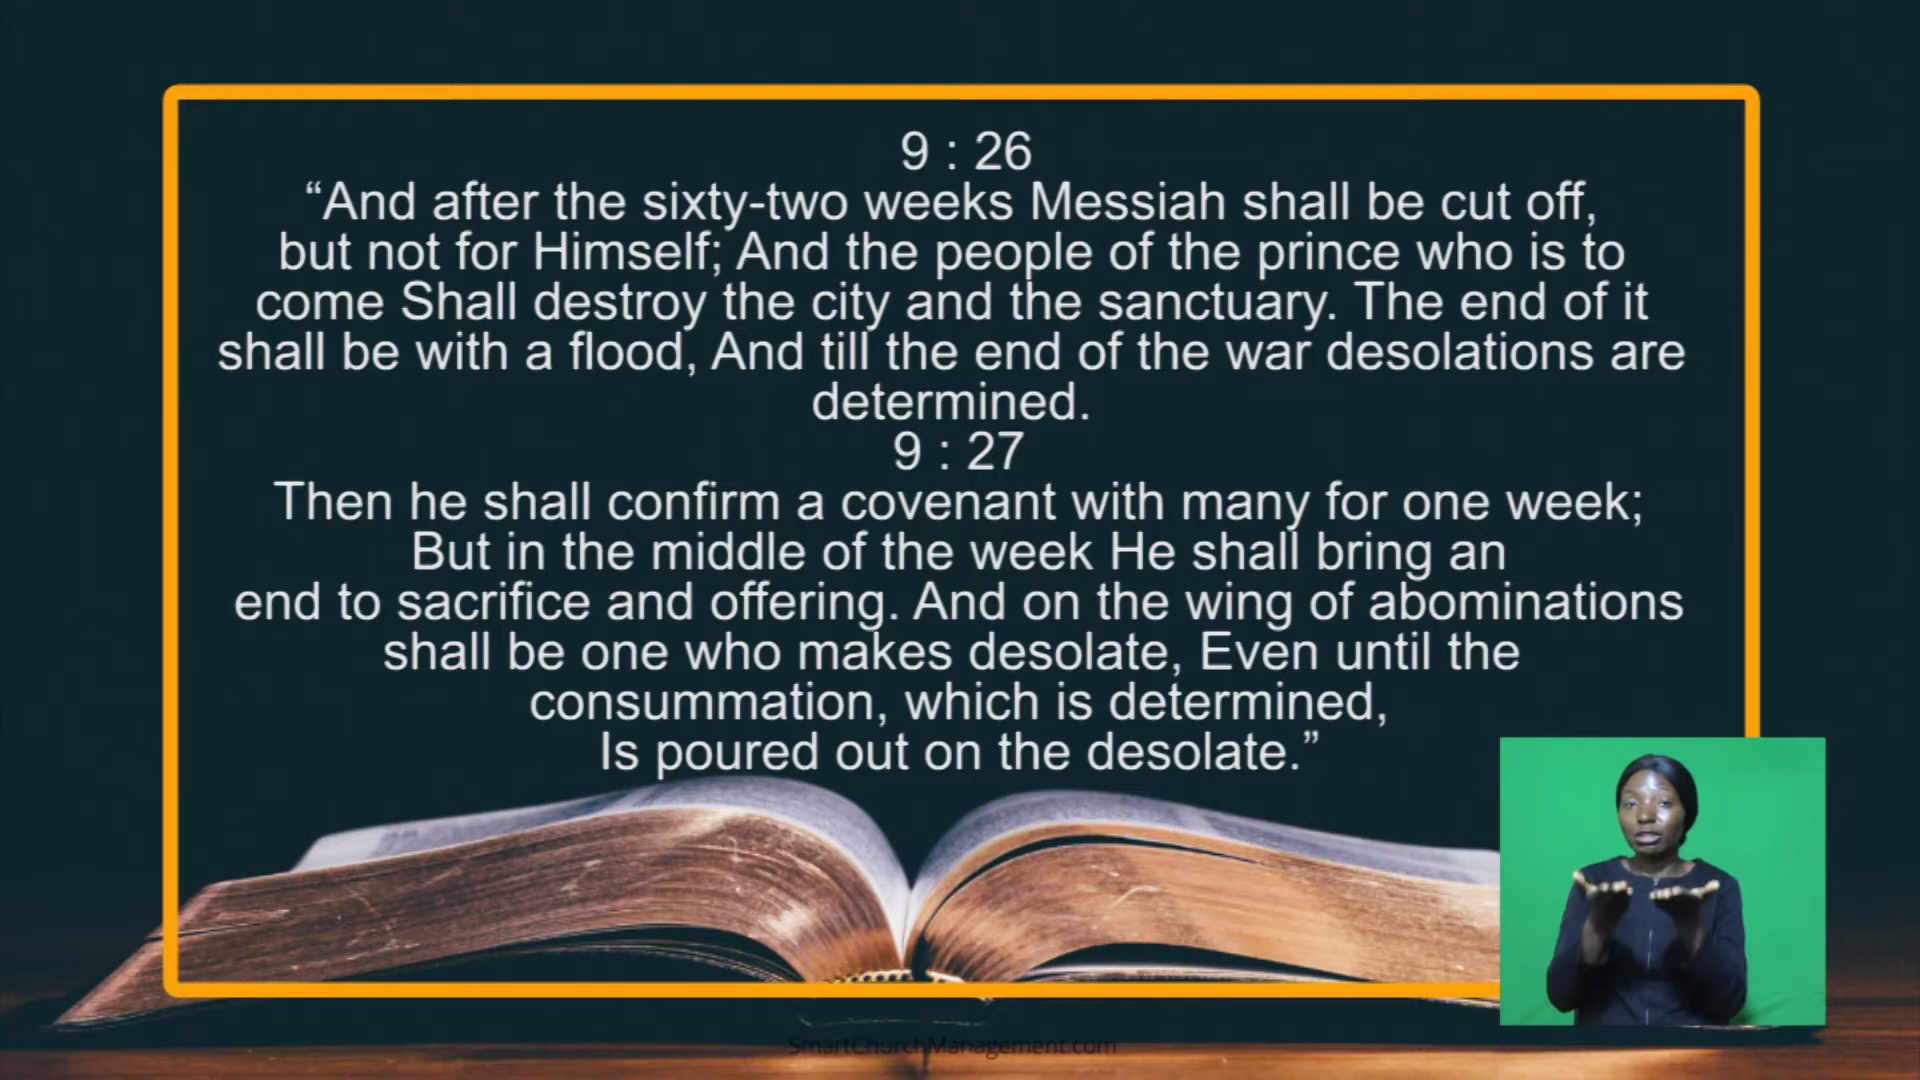 9 : 26
“And after the sixty-two weeks Messiah shall be cut off,
but not for Himself; And the people of the prince who is to
come Shall destroy the city and the sanctuary. The end of it
shall be with a flood, And till the end of the war desolations are
determined.
9 : 27
Then he shall confirm a covenant with many for one week;
But in the middle of the week He shall bring an
end to sacrifice and offering. And on the wing of abominations
shall be one who makes desolate, Even until the
consummation, which is determined,
Is poured out on the desolate.”
SmartChurchManagement.com